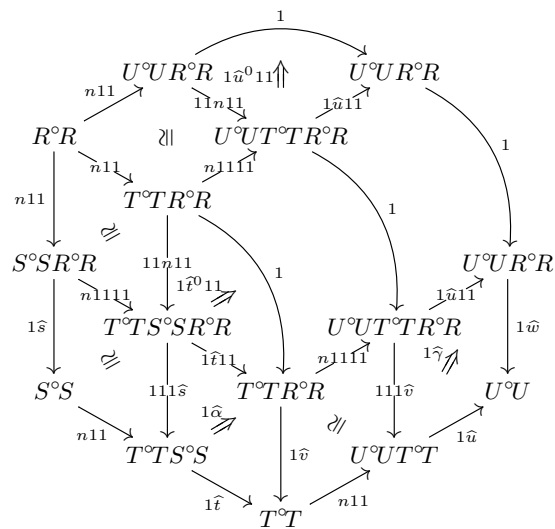 1
U°UR°R 1û⁰11 ⇑ U°UR°R
n11 11n11 1û11
R°R ≅ U°UT°TR°R
n11 n1111 1
n11 T°TR°R 1
≅
S°SR°R 11n11 1t̂⁰11 ⇒ 1 U°UR°R
n1111 1û11
T°TS°SR°R U°UT°TR°R
1ŝ ≅ 1t̂11 n1111 1γ̂ ⇒ 1ŵ
S°S 111ŝ T°TR°R 111v̂ U°U
n11 1α̂ ⇒ ≅ 1û
T°TS°S 1v̂ U°UT°T
1t̂ n11
T°T